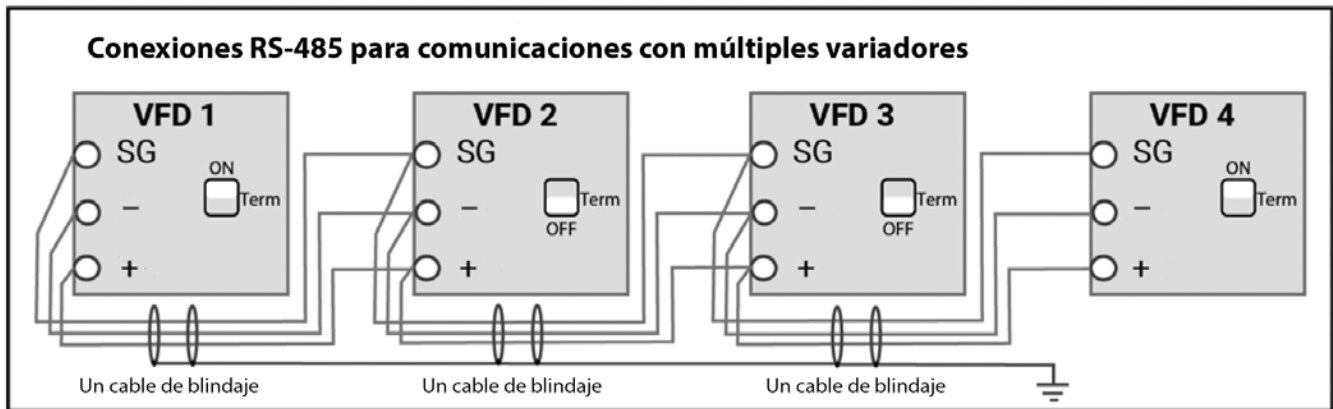 Conexiones RS-485 para comunicaciones con múltiples variadores
VFD 1
SG
ON
Term
−
+
VFD 2
SG
Term
−
OFF
+
VFD 3
SG
Term
−
OFF
+
VFD 4
SG
ON
Term
−
+
Un cable de blindaje
Un cable de blindaje
Un cable de blindaje